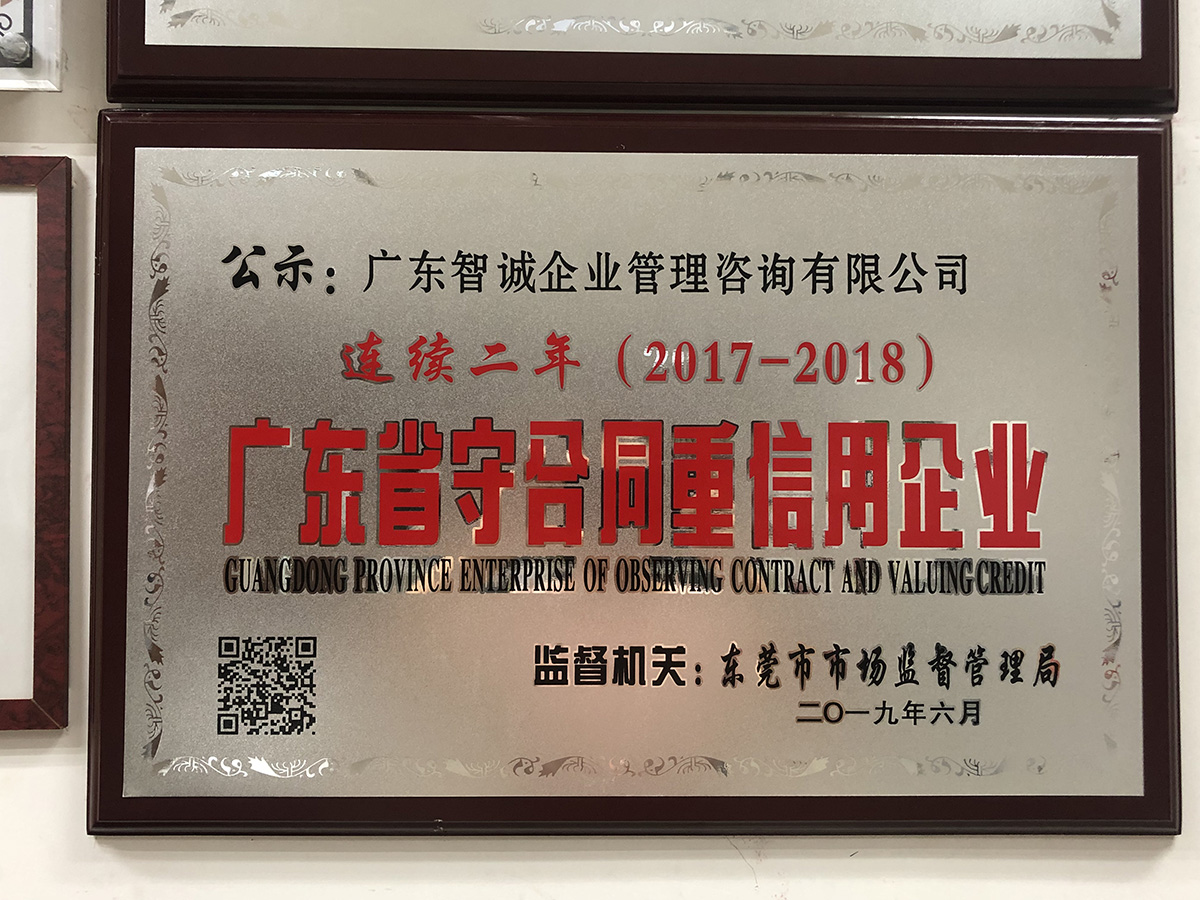 公示：广东智诚企业管理咨询有限公司
连续二年（2017-2018）
广东省守合同重信用企业
GUANGDONG PROVINCE ENTERPRISE OF OBSERVING CONTRACT AND VALUING CREDIT
监督机关：东莞市市场监督管理局
二〇一九年六月